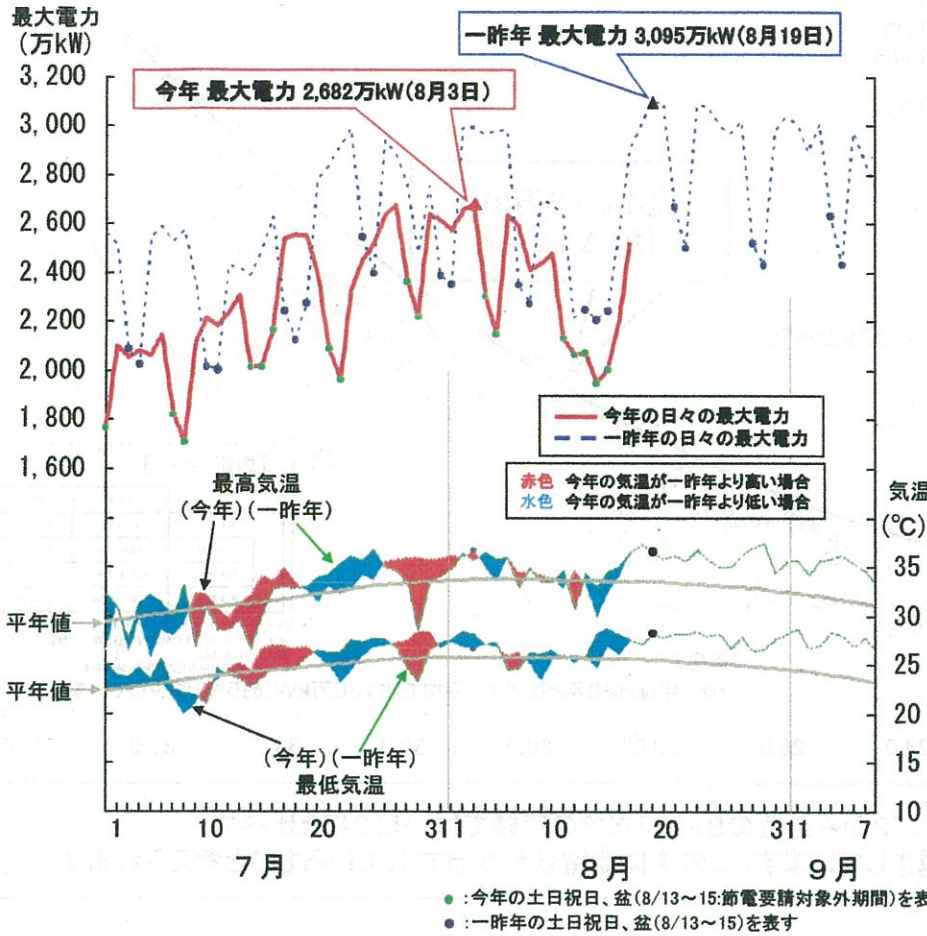 最大電力
(万kW)
一昨年 最大電力 3,095万kW(8月19日)
今年 最大電力 2,682万kW(8月3日)
3,200
3,000
2,800
2,600
2,400
2,200
2,000
1,800
1,600
今年の日々の最大電力
一昨年の日々の最大電力
赤色 今年の気温が一昨年より高い場合
水色 今年の気温が一昨年より低い場合
最高気温
(今年)(一昨年)
気温
(℃)
35
30
25
20
15
10
平年値
平年値
(今年)(一昨年)
最低気温
1 10 20 31 1 10 20 31 1 7
7月 8月 9月
● :今年の土日祝日、盆(8/13～15:節電要請対象外期間)を表
● :一昨年の土日祝日、盆(8/13～15)を表す